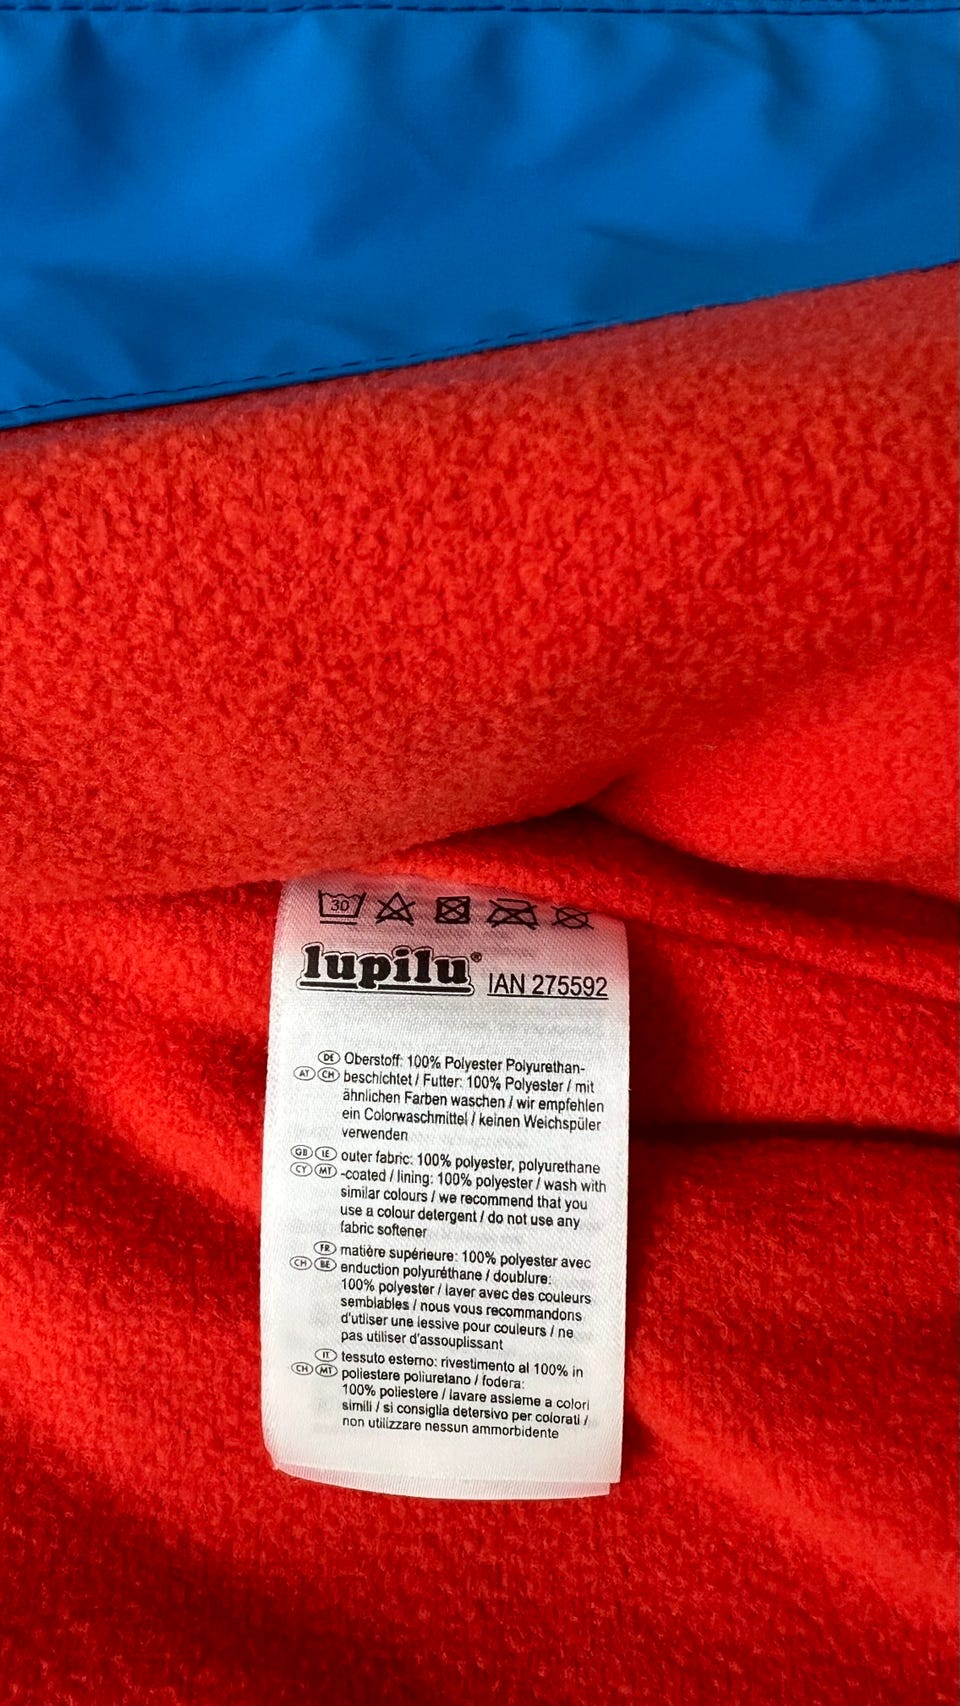 30
lupilu® IAN 275592
DE Oberstoff: 100% Polyester Polyurethan-
AT CH beschichtet / Futter: 100% Polyester / mit
ähnlichen Farben waschen / wir empfehlen
ein Colorwaschmittel / keinen Weichspüler
verwenden
GB IE outer fabric: 100% polyester, polyurethane
CY MT -coated / lining: 100% polyester / wash with
similar colours / we recommend that you
use a colour detergent / do not use any
fabric softener
FR matière supérieure: 100% polyester avec
CH BE enduction polyuréthane / doublure:
100% polyester / laver avec des couleurs
semblables / nous vous recommandons
d'utliser une lessive pour couleurs / ne
pas utiliser d'assouplissant
IT tessuto esterno: rivestimento al 100% in
CH MT poliestere poliuretano / fodera:
100% poliestere / lavare assieme a colori
simili / si consiglia detersivo per colorati /
non utilizzare nessun ammorbidente